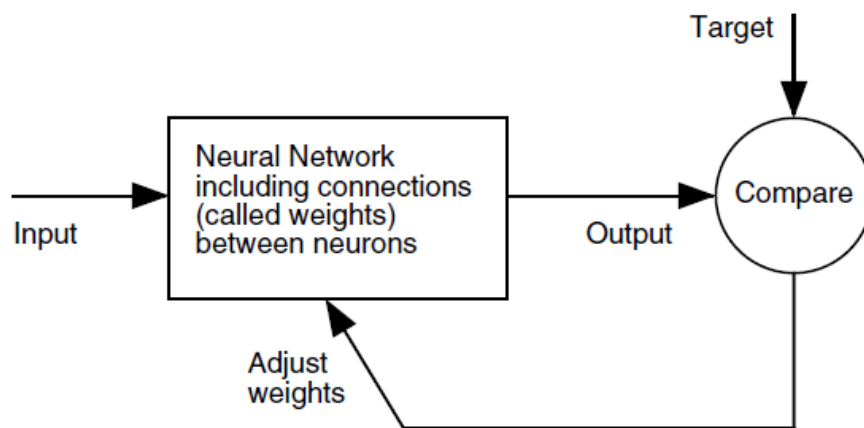 Target
Neural Network
including connections
(called weights)
between neurons
Compare
Input
Output
Adjust
weights